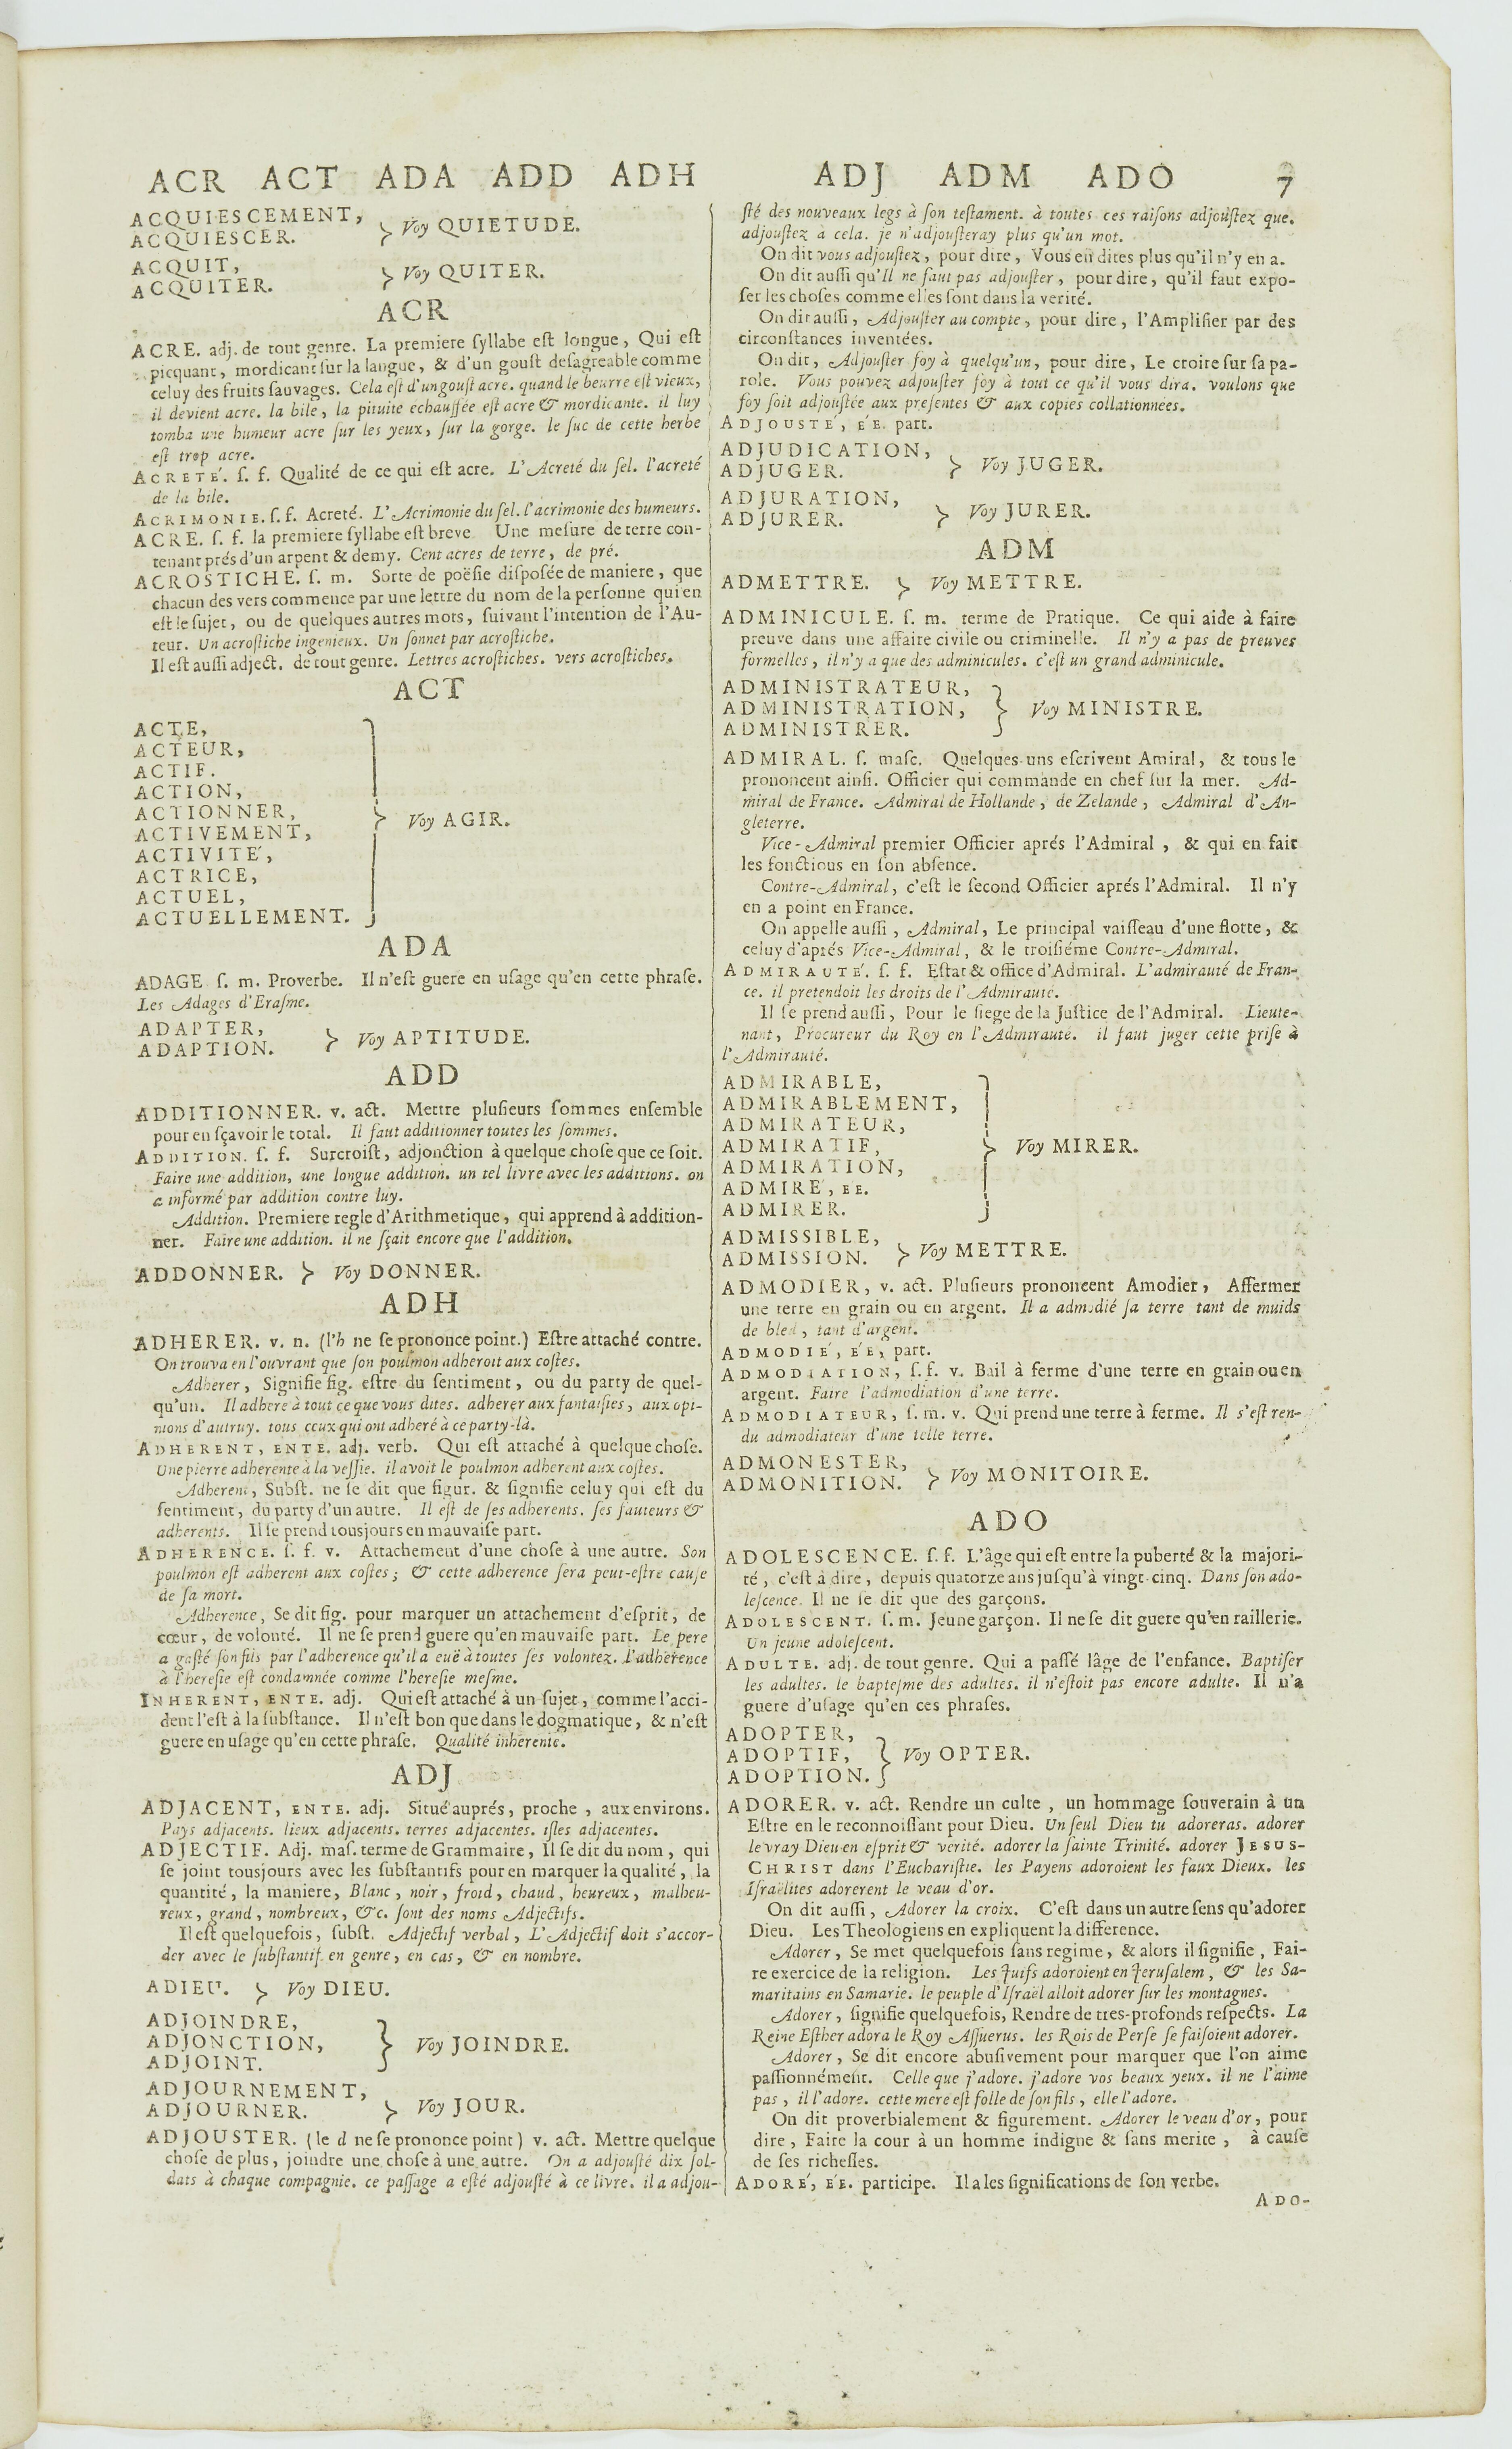 ACR ACT ADA ADD ADH
ADJ ADM ADO 7
ACQUIESCEMENT,
ACQUIESCER. } Voy QUIETUDE.
ACQUIT,
ACQUITER. } Voy QUITER.
ACR
ACRE. adj. de tout genre. La premiere ſyllabe eſt longue, Qui eſt
picquant, mordicant ſur la langue, & d'un gouſt deſagreable comme
celuy des fruits ſauvages. Cela eſt d'un gouſt acre. quand le beurre eſt vieux,
il devient acre. la bile, la pituite echauffée eſt acre & mordicante. il luy
tomba une humeur acre ſur les yeux, ſur la gorge. le ſuc de cette herbe
eſt trop acre.
ACRETÉ. ſ. f. Qualité de ce qui eſt acre. L'Acreté du ſel. l'acreté
de la bile.
ACRIMONIE. ſ. f. Acreté. L'Acrimonie du ſel. l'acrimonie des humeurs.
ACRE. ſ. f. la premiere ſyllabe eſt breve Une meſure de terre con-
tenant prés d'un arpent & demy. Cent acres de terre, de pré.
ACROSTICHE. ſ. m. Sorte de poëſie diſpoſée de maniere, que
chacun des vers commence par une lettre du nom de la perſonne qui en
eſt le ſujet, ou de quelques autres mots, ſuivant l'intention de l'Au-
teur. Un acroſtiche ingenieux. Un ſonnet par acroſtiche.
Il eſt auſſi adject. de tout genre. Lettres acroſtiches. vers acroſtiches.
ACT
ACTE,
ACTEUR,
ACTIF.
ACTION,
ACTIONNER,
} Voy AGIR.
ACTIVEMENT,
ACTIVITÉ,
ACTRICE,
ACTUEL,
ACTUELLEMENT.
ADA
ADAGE ſ. m. Proverbe. Il n'eſt guere en uſage qu'en cette phraſe.
Les Adages d'Eraſme.
ADAPTER,
ADAPTION. } Voy APTITUDE.
ADD
ADDITIONNER. v. act. Mettre pluſieurs ſommes enſemble
pour en ſçavoir le total. Il faut additionner toutes les ſommes.
ADDITION. ſ. f. Surcroiſt, adjonction à quelque choſe que ce ſoit.
Faire une addition, une longue addition. un tel livre avec les additions. on
a informé par addition contre luy.
Addition. Premiere regle d'Arithmetique, qui apprend à addition-
ner. Faire une addition. il ne ſçait encore que l'addition.
ADDONNER. } Voy DONNER.
ADH
ADHERER. v. n. (l'h ne ſe prononce point.) Eſtre attaché contre.
On trouva en l'ouvrant que ſon poulmon adheroit aux coſtes.
Adherer, Signifie fig. eſtre du ſentiment, ou du party de quel-
qu'un. Il adhere à tout ce que vous dites. adherer aux fantaiſies, aux opi-
nions d'autruy. tous ceux qui ont adheré à ce party-là.
ADHERENT, ENTE. adj. verb. Qui eſt attaché à quelque choſe.
Une pierre adherente à la veſſie. il avoit le poulmon adherent aux coſtes.
Adherent, Subſt. ne ſe dit que figur. & ſignifie celuy qui eſt du
ſentiment, du party d'un autre. Il eſt de ſes adherents. ſes fauteurs &
adherents. Il ſe prend tousjours en mauvaiſe part.
ADHERENCE. ſ. f. v. Attachement d'une choſe à une autre. Son
poulmon eſt adherent aux coſtes; & cette adherence ſera peut-eſtre cauſe
de ſa mort.
Adherence, Se dit fig. pour marquer un attachement d'eſprit, de
cœur, de volonté. Il ne ſe prend guere qu'en mauvaiſe part. Le pere
a gaſté ſon fils par l'adherence qu'il a euë à toutes ſes volontez. l'adherence
à l'hereſie eſt condamnée comme l'hereſie meſme.
INHERENT, ENTE. adj. Qui eſt attaché à un ſujet, comme l'acci-
dent l'eſt à la ſubſtance. Il n'eſt bon que dans le dogmatique, & n'eſt
guere en uſage qu'en cette phraſe. Qualité inherente.
ADJ
ADJACENT, ENTE. adj. Situé auprés, proche, aux environs.
Pays adjacents. lieux adjacents. terres adjacentes. iſles adjacentes.
ADJECTIF. Adj. maſ. terme de Grammaire, Il ſe dit du nom, qui
ſe joint tousjours avec les ſubſtantifs pour en marquer la qualité, la
quantité, la maniere, Blanc, noir, froid, chaud, heureux, malheu-
reux, grand, nombreux, &c. ſont des noms Adjectifs.
Il eſt quelquefois, ſubſt. Adjectif verbal, L'Adjectif doit s'accor-
der avec le ſubſtantif. en genre, en cas, & en nombre.
ADIEU. } Voy DIEU.
ADJOINDRE,
ADJONCTION, } Voy JOINDRE.
ADJOINT.
ADJOURNEMENT,
ADJOURNER. } Voy JOUR.
ADJOUSTER. (le d ne ſe prononce point) v. act. Mettre quelque
choſe de plus, joindre une choſe à une autre. On a adjouſté dix ſol-
dats à chaque compagnie. ce paſſage a eſté adjouſté à ce livre. il a adjou-
ſté des nouveaux legs à ſon teſtament. à toutes ces raiſons adjouſtez que.
adjouſtez à cela. je n'adjouſteray plus qu'un mot.
On dit vous adjouſtez, pour dire, Vous en dites plus qu'il n'y en a.
On dit auſſi qu'Il ne faut pas adjouſter, pour dire, qu'il faut expo-
ſer les choſes comme elles ſont dans la verité.
On dit auſſi, Adjouſter au compte, pour dire, l'Amplifier par des
circonſtances inventées.
On dit, Adjouſter foy à quelqu'un, pour dire, Le croire ſur ſa pa-
role. Vous pouvez adjouſter foy à tout ce qu'il vous dira. voulons que
foy ſoit adjouſtée aux preſentes & aux copies collationnées.
ADJOUSTÉ, ÉE. part.
ADJUDICATION,
ADJUGER. } Voy JUGER.
ADJURATION,
ADJURER. } Voy JURER.
ADM
ADMETTRE. } Voy METTRE.
ADMINICULE. ſ. m. terme de Pratique. Ce qui aide à faire
preuve dans une affaire civile ou criminelle. Il n'y a pas de preuves
formelles, il n'y a que des adminicules. c'eſt un grand adminicule.
ADMINISTRATEUR,
ADMINISTRATION, } Voy MINISTRE.
ADMINISTRER.
ADMIRAL. ſ. maſc. Quelques-uns eſcrivent Amiral, & tous le
prononcent ainſi. Officier qui commande en chef ſur la mer. Ad-
miral de France. Admiral de Hollande, de Zelande, Admiral d'An-
gleterre.
Vice-Admiral premier Officier aprés l'Admiral, & qui en fait
les fonctions en ſon abſence.
Contre-Admiral, c'eſt le ſecond Officier aprés l'Admiral. Il n'y
en a point en France.
On appelle auſſi, Admiral, Le principal vaiſſeau d'une flotte, &
celuy d'aprés Vice-Admiral, & le troiſiéme Contre-Admiral.
ADMIRAUTÉ. ſ. f. Eſtat & office d'Admiral. L'admirauté de Fran-
ce. il pretendoit les droits de l'Admirauté.
Il ſe prend auſſi, Pour le ſiege de la Juſtice de l'Admiral. Lieute-
nant, Procureur du Roy en l'Admirauté. il faut juger cette priſe à
l'Admirauté.
ADMIRABLE,
ADMIRABLEMENT,
ADMIRATEUR,
ADMIRATIF, } Voy MIRER.
ADMIRATION,
ADMIRE, EE.
ADMIRER.
ADMISSIBLE,
ADMISSION. } Voy METTRE.
ADMODIER, v. act. Pluſieurs prononcent Amodier, Affermer
une terre en grain ou en argent. Il a admodié ſa terre tant de muids
de bled, tant d'argent.
ADMODIÉ, ÉE, part.
ADMODIATION, ſ. f. v. Bail à ferme d'une terre en grain ou en
argent. Faire l'admodiation d'une terre.
ADMODIATEUR, ſ. m. v. Qui prend une terre à ferme. Il s'eſt ren-
du admodiateur d'une telle terre.
ADMONESTER,
ADMONITION. } Voy MONITOIRE.
ADO
ADOLESCENCE. ſ. f. L'âge qui eſt entre la puberté & la majori-
té, c'eſt à dire, depuis quatorze ans juſqu'à vingt-cinq. Dans ſon ado-
leſcence. Il ne ſe dit que des garçons.
ADOLESCENT. ſ. m. Jeune garçon. Il ne ſe dit guere qu'en raillerie.
Un jeune adoleſcent.
ADULTE. adj. de tout genre. Qui a paſſé lâge de l'enfance. Baptiſer
les adultes. le bapteſme des adultes. il n'eſtoit pas encore adulte. Il n'a
guere d'uſage qu'en ces phraſes.
ADOPTER,
ADOPTIF, } Voy OPTER.
ADOPTION.
ADORER. v. act. Rendre un culte, un hommage ſouverain à un
Eſtre en le reconnoiſſant pour Dieu. Un ſeul Dieu tu adoreras. adorer
le vray Dieu en eſprit & verité. adorer la ſainte Trinité. adorer JESUS-
CHRIST dans l'Euchariſtie. les Payens adoroient les faux Dieux. les
Iſraëlites adorerent le veau d'or.
On dit auſſi, Adorer la croix. C'eſt dans un autre ſens qu'adorer
Dieu. Les Theologiens en expliquent la difference.
Adorer, Se met quelquefois ſans regime, & alors il ſignifie, Fai-
re exercice de la religion. Les Juifs adoroient en Jeruſalem, & les Sa-
maritains en Samarie. le peuple d'Iſraël alloit adorer ſur les montagnes.
Adorer, ſignifie quelquefois, Rendre de tres-profonds reſpects. La
Reine Eſther adora le Roy Aſſuerus. les Rois de Perſe ſe faiſoient adorer.
Adorer, Se dit encore abuſivement pour marquer que l'on aime
paſſionnément. Celle que j'adore. j'adore vos beaux yeux. il ne l'aime
pas, il l'adore. cette mere eſt folle de ſon fils, elle l'adore.
On dit proverbialement & figurement. Adorer le veau d'or, pour
dire, Faire la cour à un homme indigne & ſans merite, à cauſe
de ſes richeſſes.
ADORÉ, ÉE. participe. Il a les ſignifications de ſon verbe.
ADO-